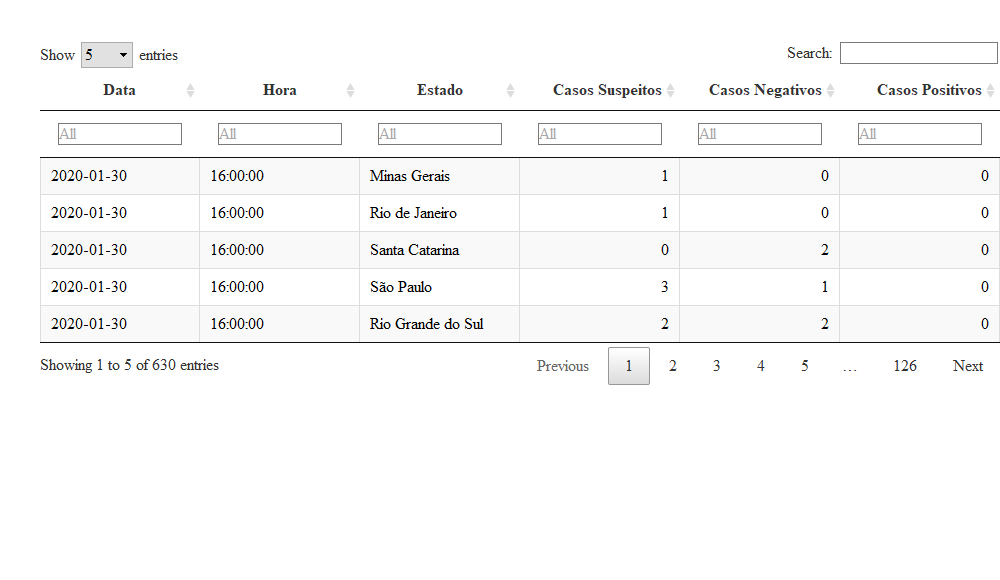 Show 5 entries Search:
Data Hora Estado Casos Suspeitos Casos Negativos Casos Positivos
All All All All All All
2020-01-30 16:00:00 Minas Gerais 1 0 0
2020-01-30 16:00:00 Rio de Janeiro 1 0 0
2020-01-30 16:00:00 Santa Catarina 0 2 0
2020-01-30 16:00:00 São Paulo 3 1 0
2020-01-30 16:00:00 Rio Grande do Sul 2 2 0
Showing 1 to 5 of 630 entries Previous 1 2 3 4 5 … 126 Next